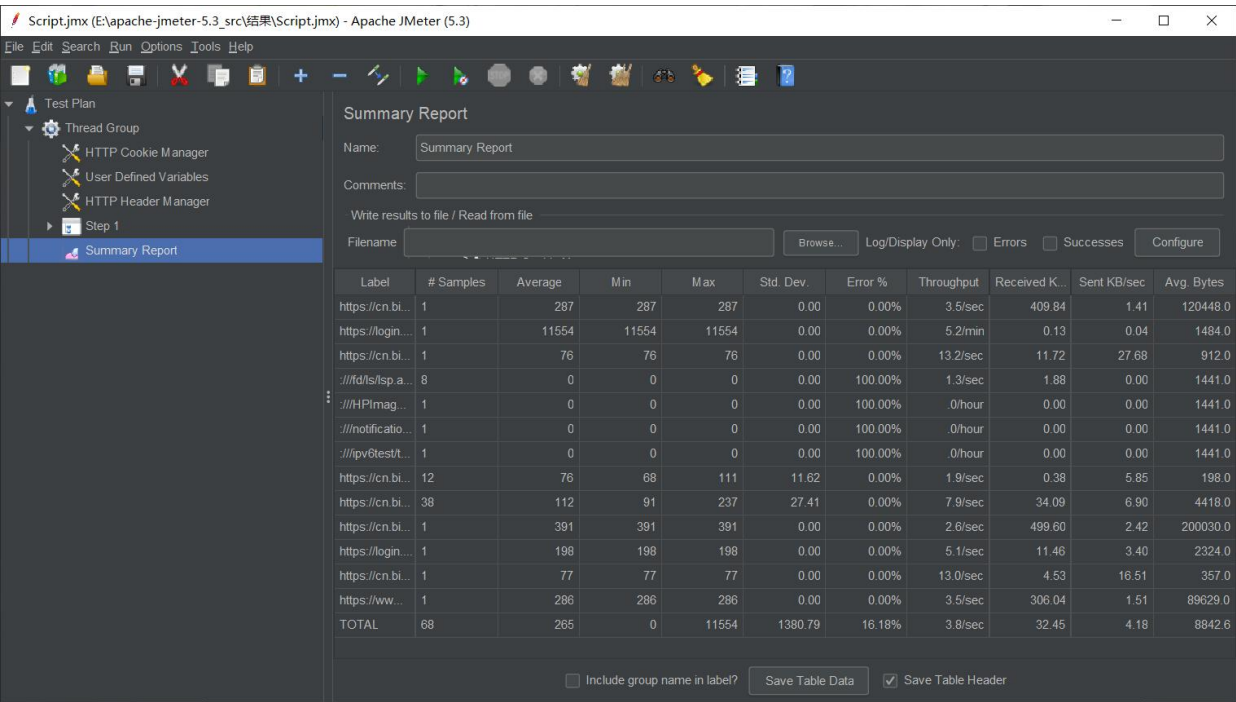 Script.jmx (E:\apache-jmeter-5.3_src\结果\Script.jmx) - Apache JMeter (5.3)
File Edit Search Run Options Tools Help
Test Plan
Thread Group
HTTP Cookie Manager
User Defined Variables
HTTP Header Manager
Step 1
Summary Report
Summary Report
Name: Summary Report
Comments:
Write results to file / Read from file
Filename Browse... Log/Display Only: Errors Successes Configure
Label # Samples Average Min Max Std. Dev. Error % Throughput Received K... Sent KB/sec Avg. Bytes
https://cn.bi... 1 287 287 287 0.00 0.00% 3.5/sec 409.84 1.41 120448.0
https://login.... 1 11554 11554 11554 0.00 0.00% 5.2/min 0.13 0.04 1484.0
https://cn.bi... 1 76 76 76 0.00 0.00% 13.2/sec 11.72 27.68 912.0
:///fd/ls/lsp.a... 8 0 0 0 0.00 100.00% 1.3/sec 1.88 0.00 1441.0
:///HPImag... 1 0 0 0 0.00 100.00% .0/hour 0.00 0.00 1441.0
:///notificatio... 1 0 0 0 0.00 100.00% .0/hour 0.00 0.00 1441.0
:///ipv6test/t... 1 0 0 0 0.00 100.00% .0/hour 0.00 0.00 1441.0
https://cn.bi... 12 76 68 111 11.62 0.00% 1.9/sec 0.38 5.85 198.0
https://cn.bi... 38 112 91 237 27.41 0.00% 7.9/sec 34.09 6.90 4418.0
https://cn.bi... 1 391 391 391 0.00 0.00% 2.6/sec 499.60 2.42 200030.0
https://login.... 1 198 198 198 0.00 0.00% 5.1/sec 11.46 3.40 2324.0
https://cn.bi... 1 77 77 77 0.00 0.00% 13.0/sec 4.53 16.51 357.0
https://ww... 1 286 286 286 0.00 0.00% 3.5/sec 306.04 1.51 89629.0
TOTAL 68 265 0 11554 1380.79 16.18% 3.8/sec 32.45 4.18 8842.6
Include group name in label? Save Table Data Save Table Header